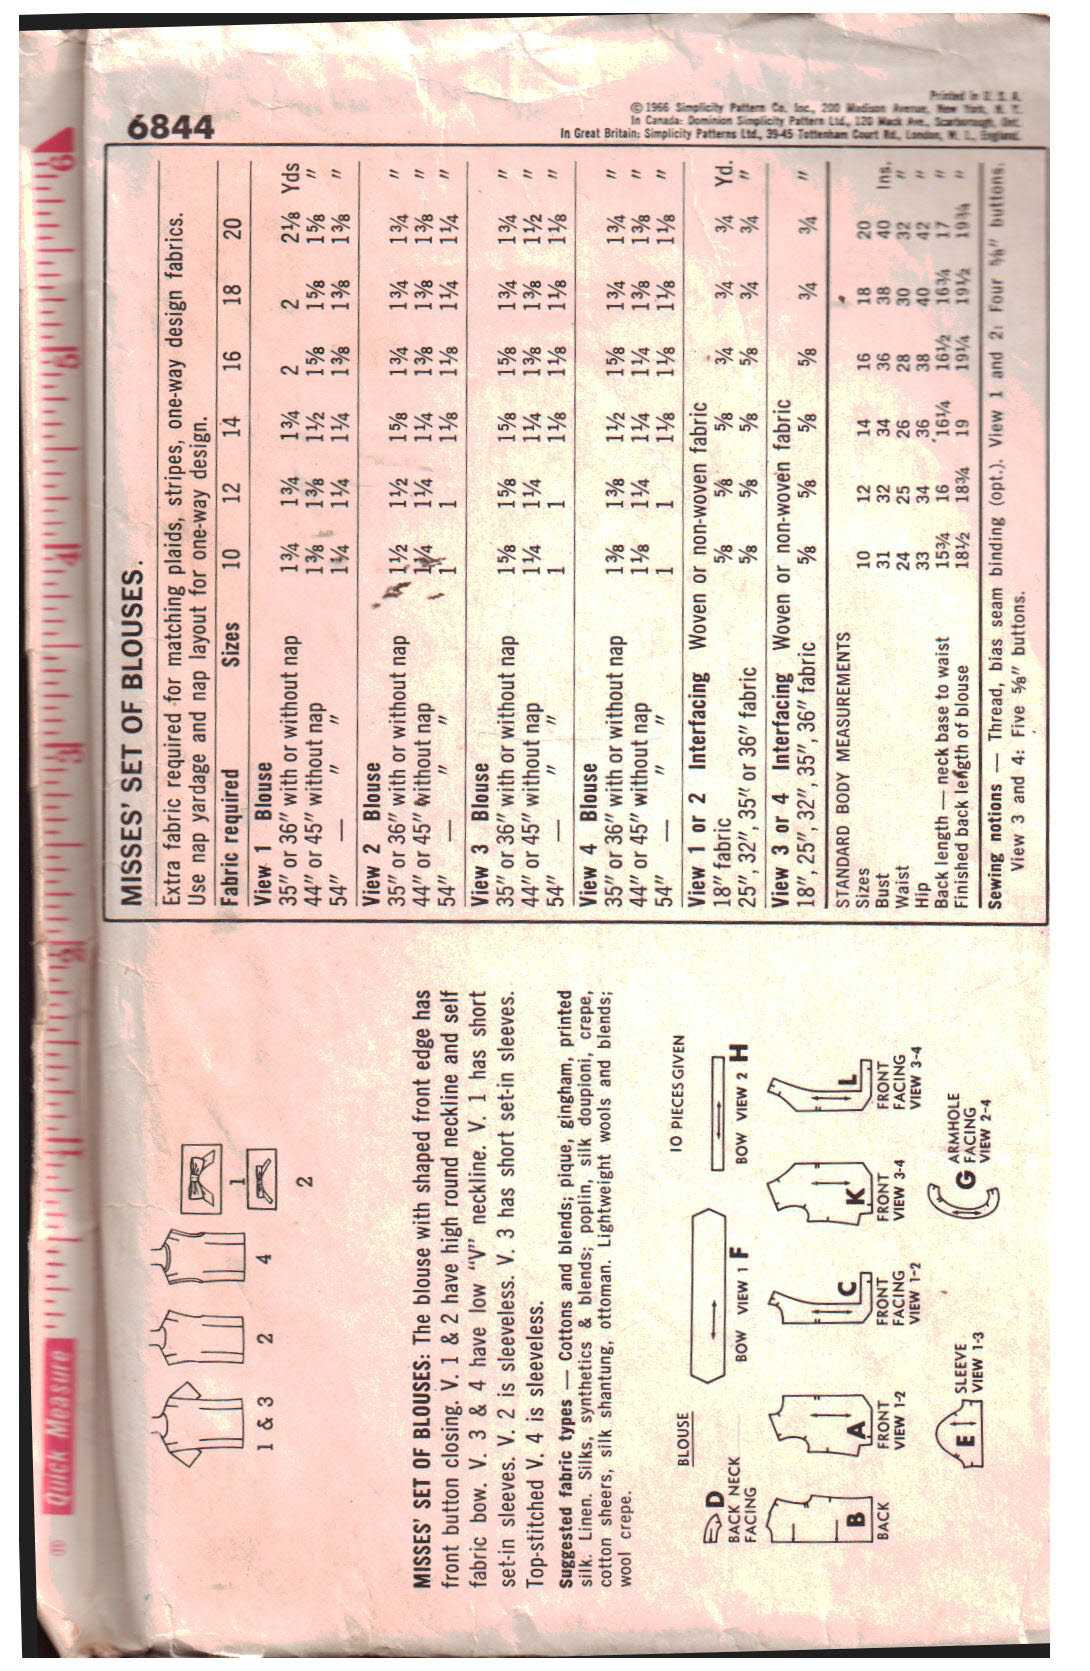 6844
Printed in U. S. A.
© 1966 Simplicity Pattern Co. Inc., 200 Madison Avenue, New York, N. Y.
In Canada: Dominion Simplicity Pattern Ltd., 120 Mack Ave., Scarborough, Ont.
In Great Britain: Simplicity Patterns Ltd., 39-45 Tottenham Court Rd., London, W. 1., England.
Quick Measure
1 & 3
2
4
1
2
MISSES' SET OF BLOUSES: The blouse with shaped front edge has
front button closing. V. 1 & 2 have high round neckline and self
fabric bow. V. 3 & 4 have low "V" neckline. V. 1 has short
set-in sleeves. V. 2 is sleeveless. V. 3 has short set-in sleeves.
Top-stitched V. 4 is sleeveless.
Suggested fabric types — Cottons and blends; pique, gingham, printed
silk. Linen. Silks, synthetics & blends; poplin, silk doupioni, crepe,
cotton sheers, silk shantung, ottoman. Lightweight wools and blends;
wool crepe.
BLOUSE
10 PIECES GIVEN
D
BACK NECK
FACING
BOW VIEW 1 F
BOW VIEW 2 H
B
BACK
A
FRONT
VIEW 1-2
C
FRONT
FACING
VIEW 1-2
K
FRONT
VIEW 3-4
L
FRONT
FACING
VIEW 3-4
E
SLEEVE
VIEW 1-3
G
ARMHOLE
FACING
VIEW 2-4
MISSES' SET OF BLOUSES.
Extra fabric required for matching plaids, stripes, one-way design fabrics.
Use nap yardage and nap layout for one-way design.
Fabric required Sizes 10 12 14 16 18 20
View 1 Blouse
35" or 36" with or without nap 1¾ 1¾ 1¾ 2 2 2⅛ Yds
44" or 45" without nap 1⅜ 1⅜ 1½ 1⅝ 1⅝ 1⅝ "
54" — " 1¼ 1¼ 1¼ 1⅜ 1⅜ 1⅜ "
View 2 Blouse
35" or 36" with or without nap 1½ 1½ 1⅝ 1¾ 1¾ 1¾ "
44" or 45" without nap 1¼ 1¼ 1¼ 1⅜ 1⅜ 1⅜ "
54" — " 1 1 1⅛ 1⅛ 1¼ 1¼ "
View 3 Blouse
35" or 36" with or without nap 1⅝ 1⅝ 1⅝ 1⅝ 1¾ 1¾ "
44" or 45" without nap 1¼ 1¼ 1¼ 1⅜ 1⅜ 1½ "
54" — " 1 1 1⅛ 1⅛ 1⅛ 1⅛ "
View 4 Blouse
35" or 36" with or without nap 1⅜ 1⅜ 1½ 1⅝ 1¾ 1¾ "
44" or 45" without nap 1⅛ 1¼ 1¼ 1¼ 1⅜ 1⅜ "
54" — " 1 1 1⅛ 1⅛ 1⅛ 1⅛ "
View 1 or 2 Interfacing Woven or non-woven fabric
18" fabric ⅝ ⅝ ⅝ ¾ ¾ ¾ Yd.
25", 32", 35" or 36" fabric ⅝ ⅝ ⅝ ⅝ ¾ ¾ "
View 3 or 4 Interfacing Woven or non-woven fabric
18", 25", 32", 35", 36" fabric ⅝ ⅝ ⅝ ⅝ ¾ ¾ "
STANDARD BODY MEASUREMENTS
Sizes 10 12 14 16 18 20
Bust 31 32 34 36 38 40 Ins.
Waist 24 25 26 28 30 32 "
Hip 33 34 36 38 40 42 "
Back length — neck base to waist 15¾ 16 16¼ 16½ 16¾ 17 "
Finished back length of blouse 18½ 18¾ 19 19¼ 19½ 19¾ "
Sewing notions — Thread, bias seam binding (opt.). View 1 and 2: Four ⅝" buttons.
View 3 and 4: Five ⅝" buttons.